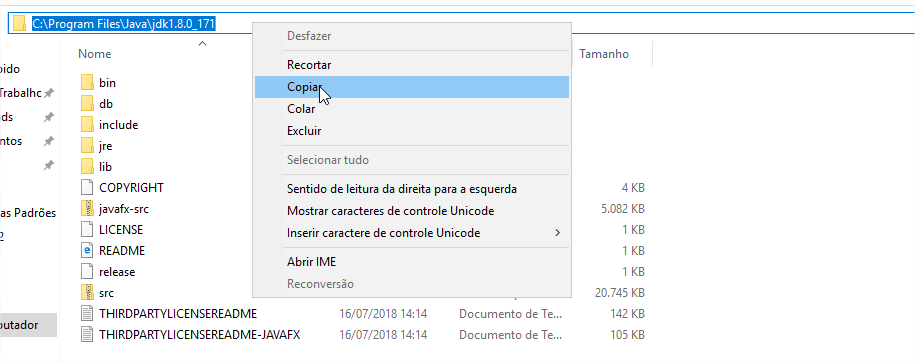 C:\Program Files\Java\jdk1.8.0_171
Desfazer
Recortar
Copiar
Colar
Excluir
Selecionar tudo
Sentido de leitura da direita para a esquerda
Mostrar caracteres de controle Unicode
Inserir caractere de controle Unicode
Abrir IME
Reconversão
Nome Tamanho
pido
Trabalho
ds
ntos
as Padrões
2
outador
bin
db
include
jre
lib
COPYRIGHT 4 KB
javafx-src 5.082 KB
LICENSE 1 KB
README 1 KB
release 1 KB
src 20.745 KB
THIRDPARTYLICENSEREADME 16/07/2018 14:14 Documento de Te... 142 KB
THIRDPARTYLICENSEREADME-JAVAFX 16/07/2018 14:14 Documento de Te... 105 KB